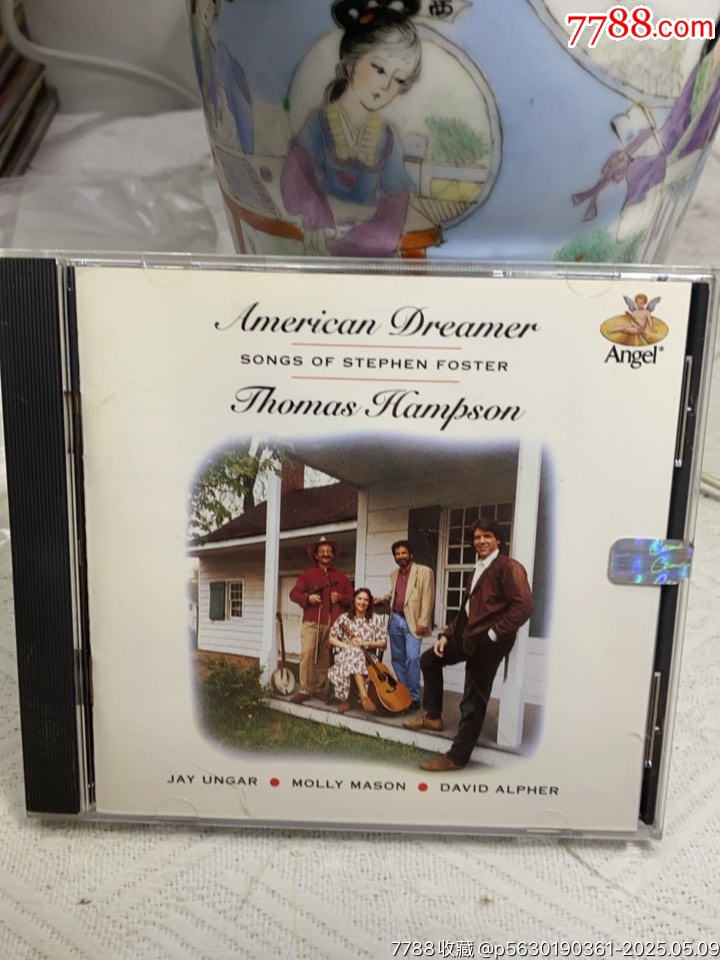 7788.com
American Dreamer
SONGS OF STEPHEN FOSTER
Thomas Hampson
Angel®
JAY UNGAR ● MOLLY MASON ● DAVID ALPHER
7788收藏 @p5630190361-2025.05.09